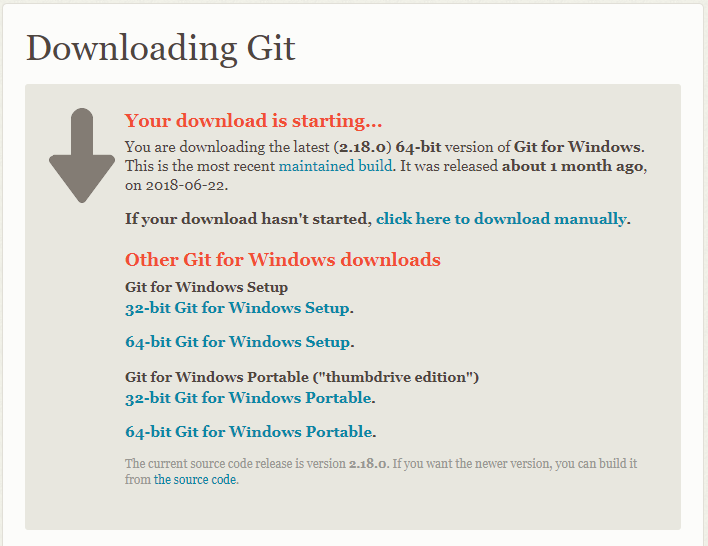 Downloading Git
Your download is starting...
You are downloading the latest (2.18.0) 64-bit version of Git for Windows.
This is the most recent maintained build. It was released about 1 month ago,
on 2018-06-22.
If your download hasn't started, click here to download manually.
Other Git for Windows downloads
Git for Windows Setup
32-bit Git for Windows Setup.
64-bit Git for Windows Setup.
Git for Windows Portable ("thumbdrive edition")
32-bit Git for Windows Portable.
64-bit Git for Windows Portable.
The current source code release is version 2.18.0. If you want the newer version, you can build it
from the source code.